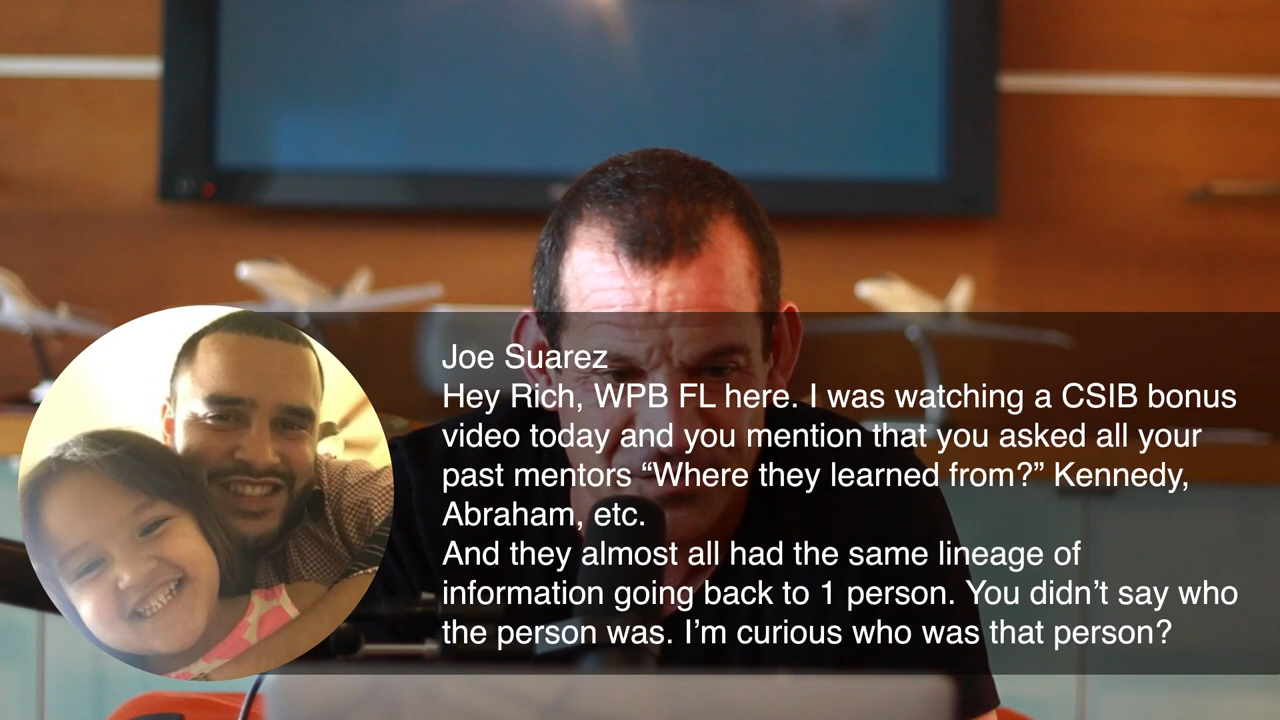 Joe Suarez
Hey Rich, WPB FL here. I was watching a CSIB bonus
video today and you mention that you asked all your
past mentors “Where they learned from?” Kennedy,
Abraham, etc.
And they almost all had the same lineage of
information going back to 1 person. You didn’t say who
the person was. I’m curious who was that person?